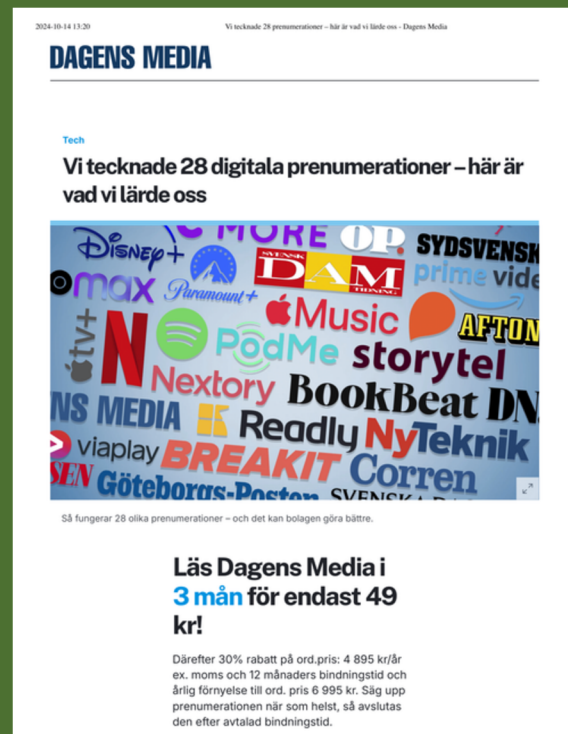 2024-10-14 13:20 Vi tecknade 28 prenumerationer – här är vad vi lärde oss - Dagens Media
DAGENS MEDIA
Tech
Vi tecknade 28 digitala prenumerationer – här är
vad vi lärde oss
C MORE OP. SYDSVENSK
Disney+ SVENSK DAM TIDNING prime vide
max Paramount+
Music AFTON
tv+ N PodMe storytel
Nextory BookBeat DN.
NS MEDIA Readly NyTeknik
viaplay BREAKIT Corren
SEN Göteborgs-Posten SVENSKA DA
Så fungerar 28 olika prenumerationer – och det kan bolagen göra bättre.
Läs Dagens Media i
3 mån för endast 49
kr!
Därefter 30% rabatt på ord.pris: 4 895 kr/år
ex. moms och 12 månaders bindningstid och
årlig förnyelse till ord. pris 6 995 kr. Säg upp
prenumerationen när som helst, så avslutas
den efter avtalad bindningstid.